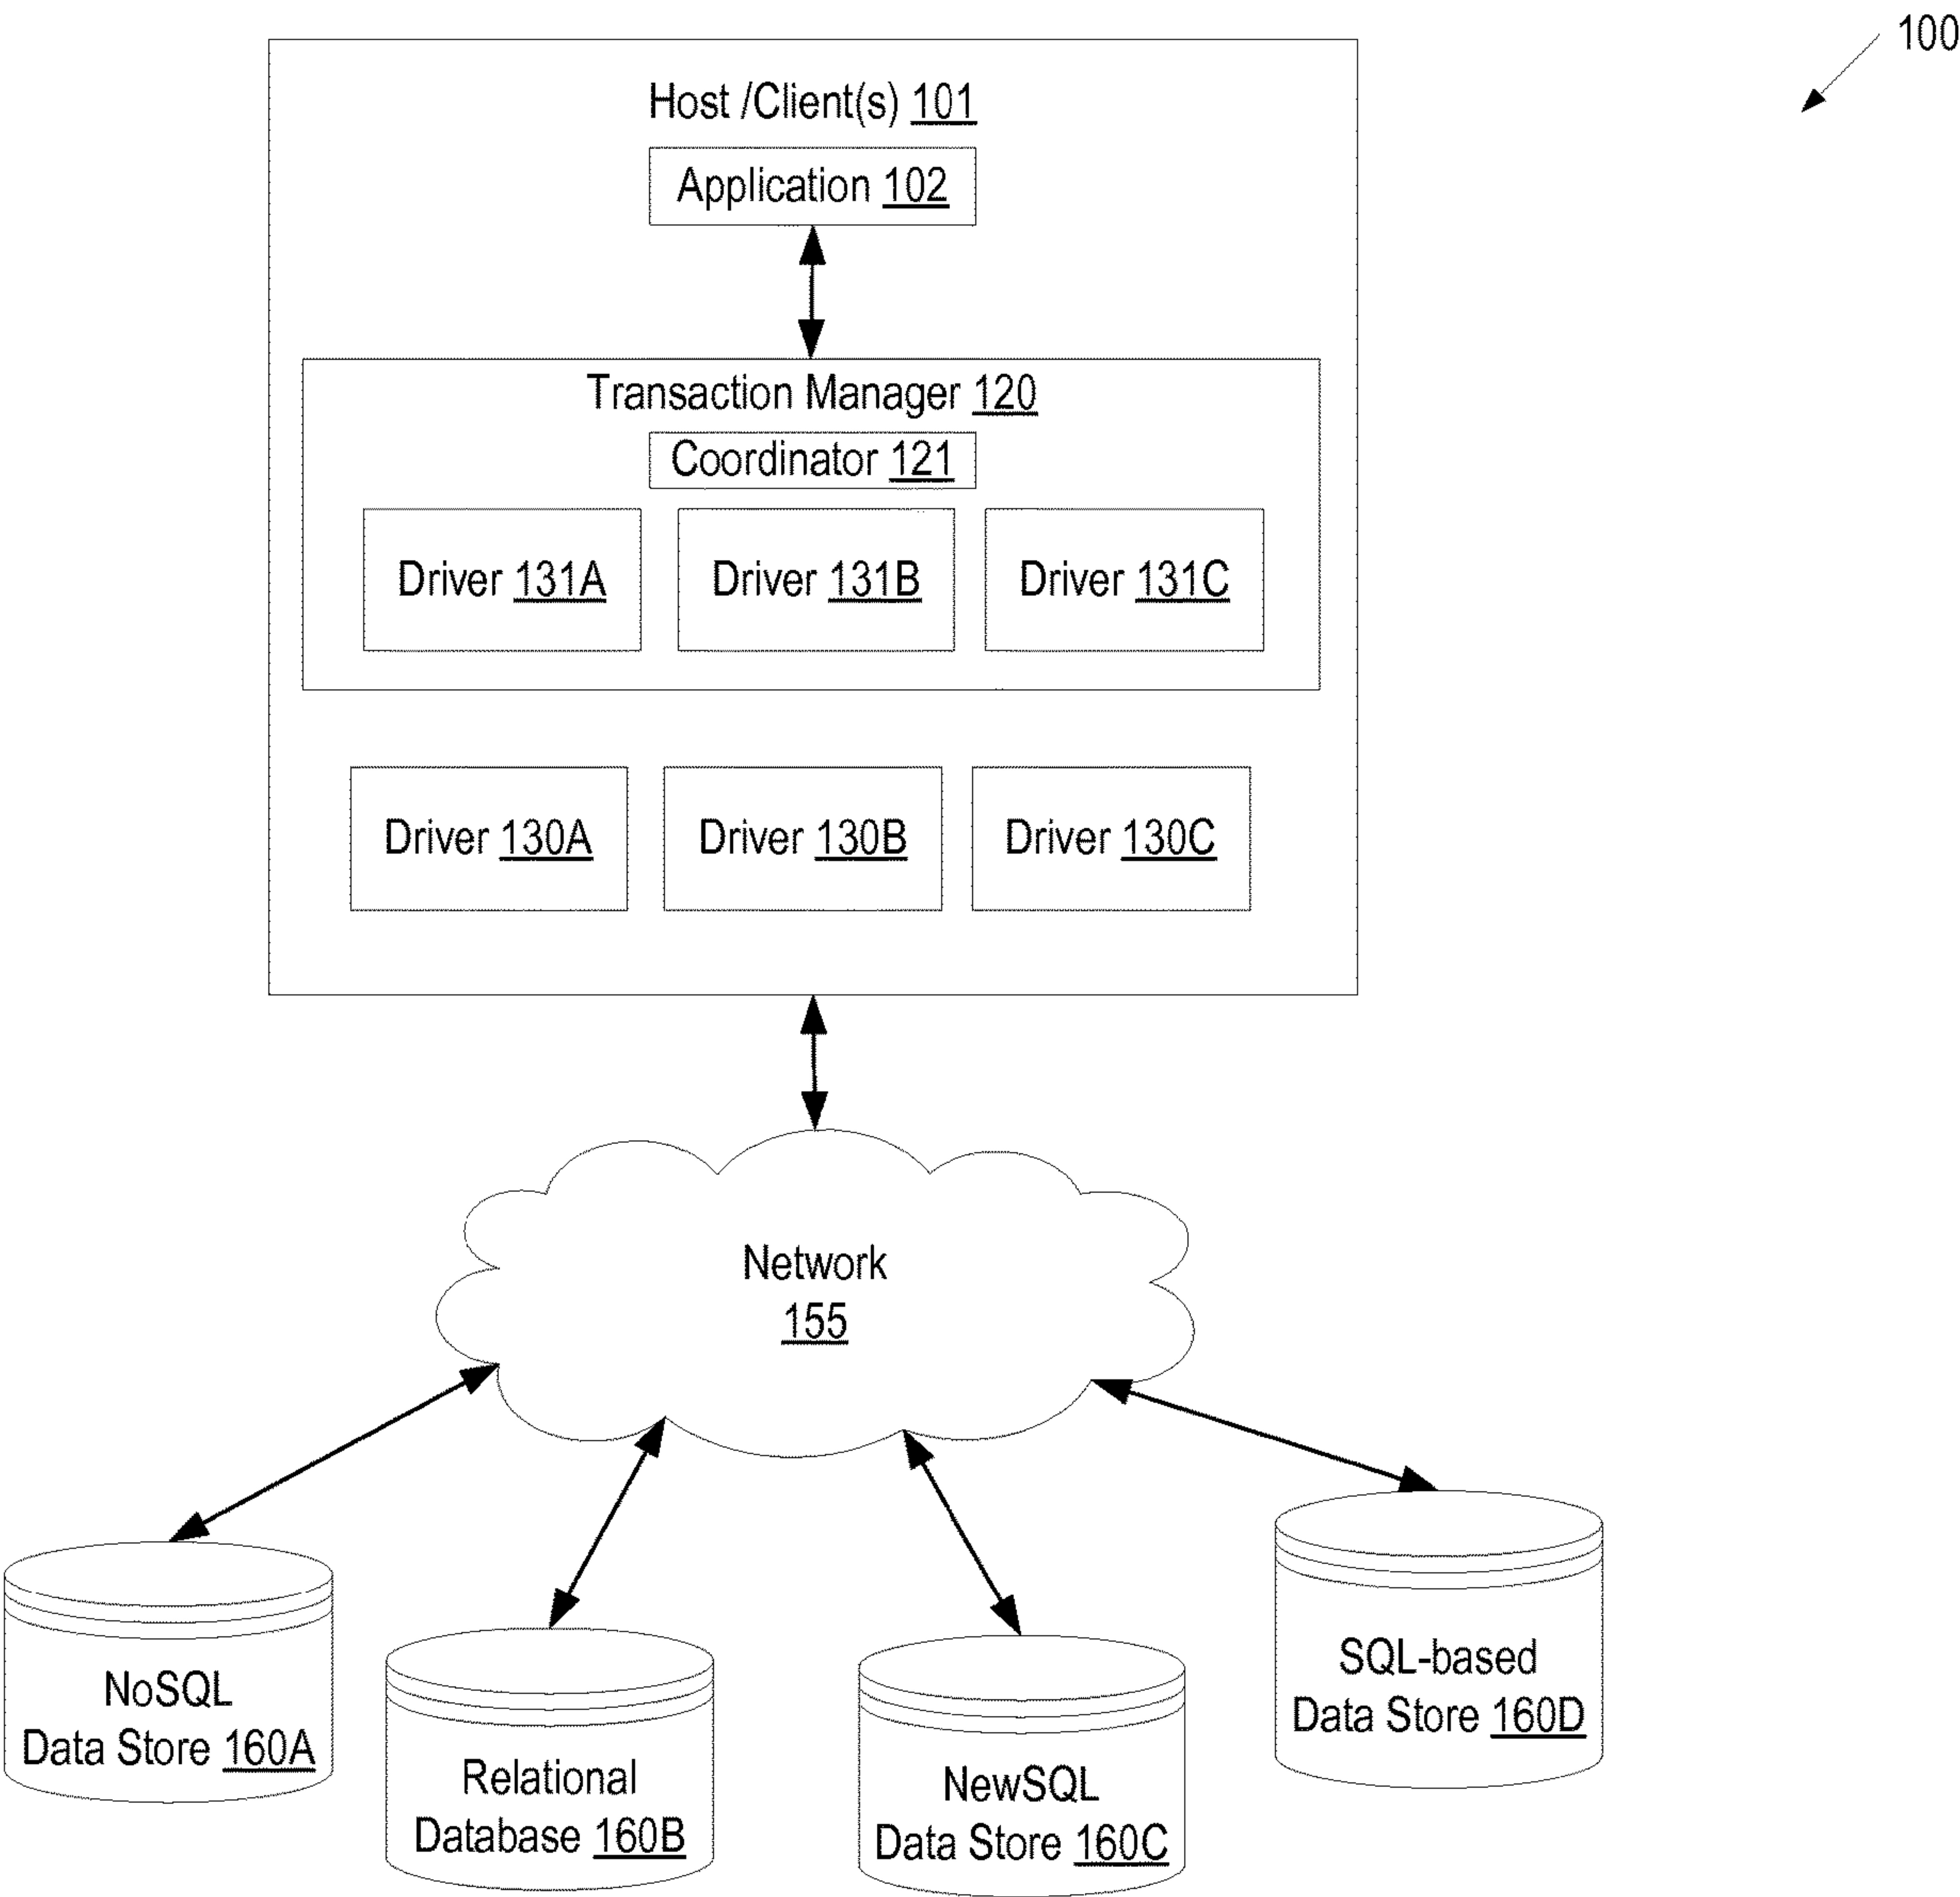 100
Host /Client(s) 101
Application 102
Transaction Manager 120
Coordinator 121
Driver 131A
Driver 131B
Driver 131C
Driver 130A
Driver 130B
Driver 130C
Network
155
NoSQL
Data Store 160A
Relational
Database 160B
NewSQL
Data Store 160C
SQL-based
Data Store 160D